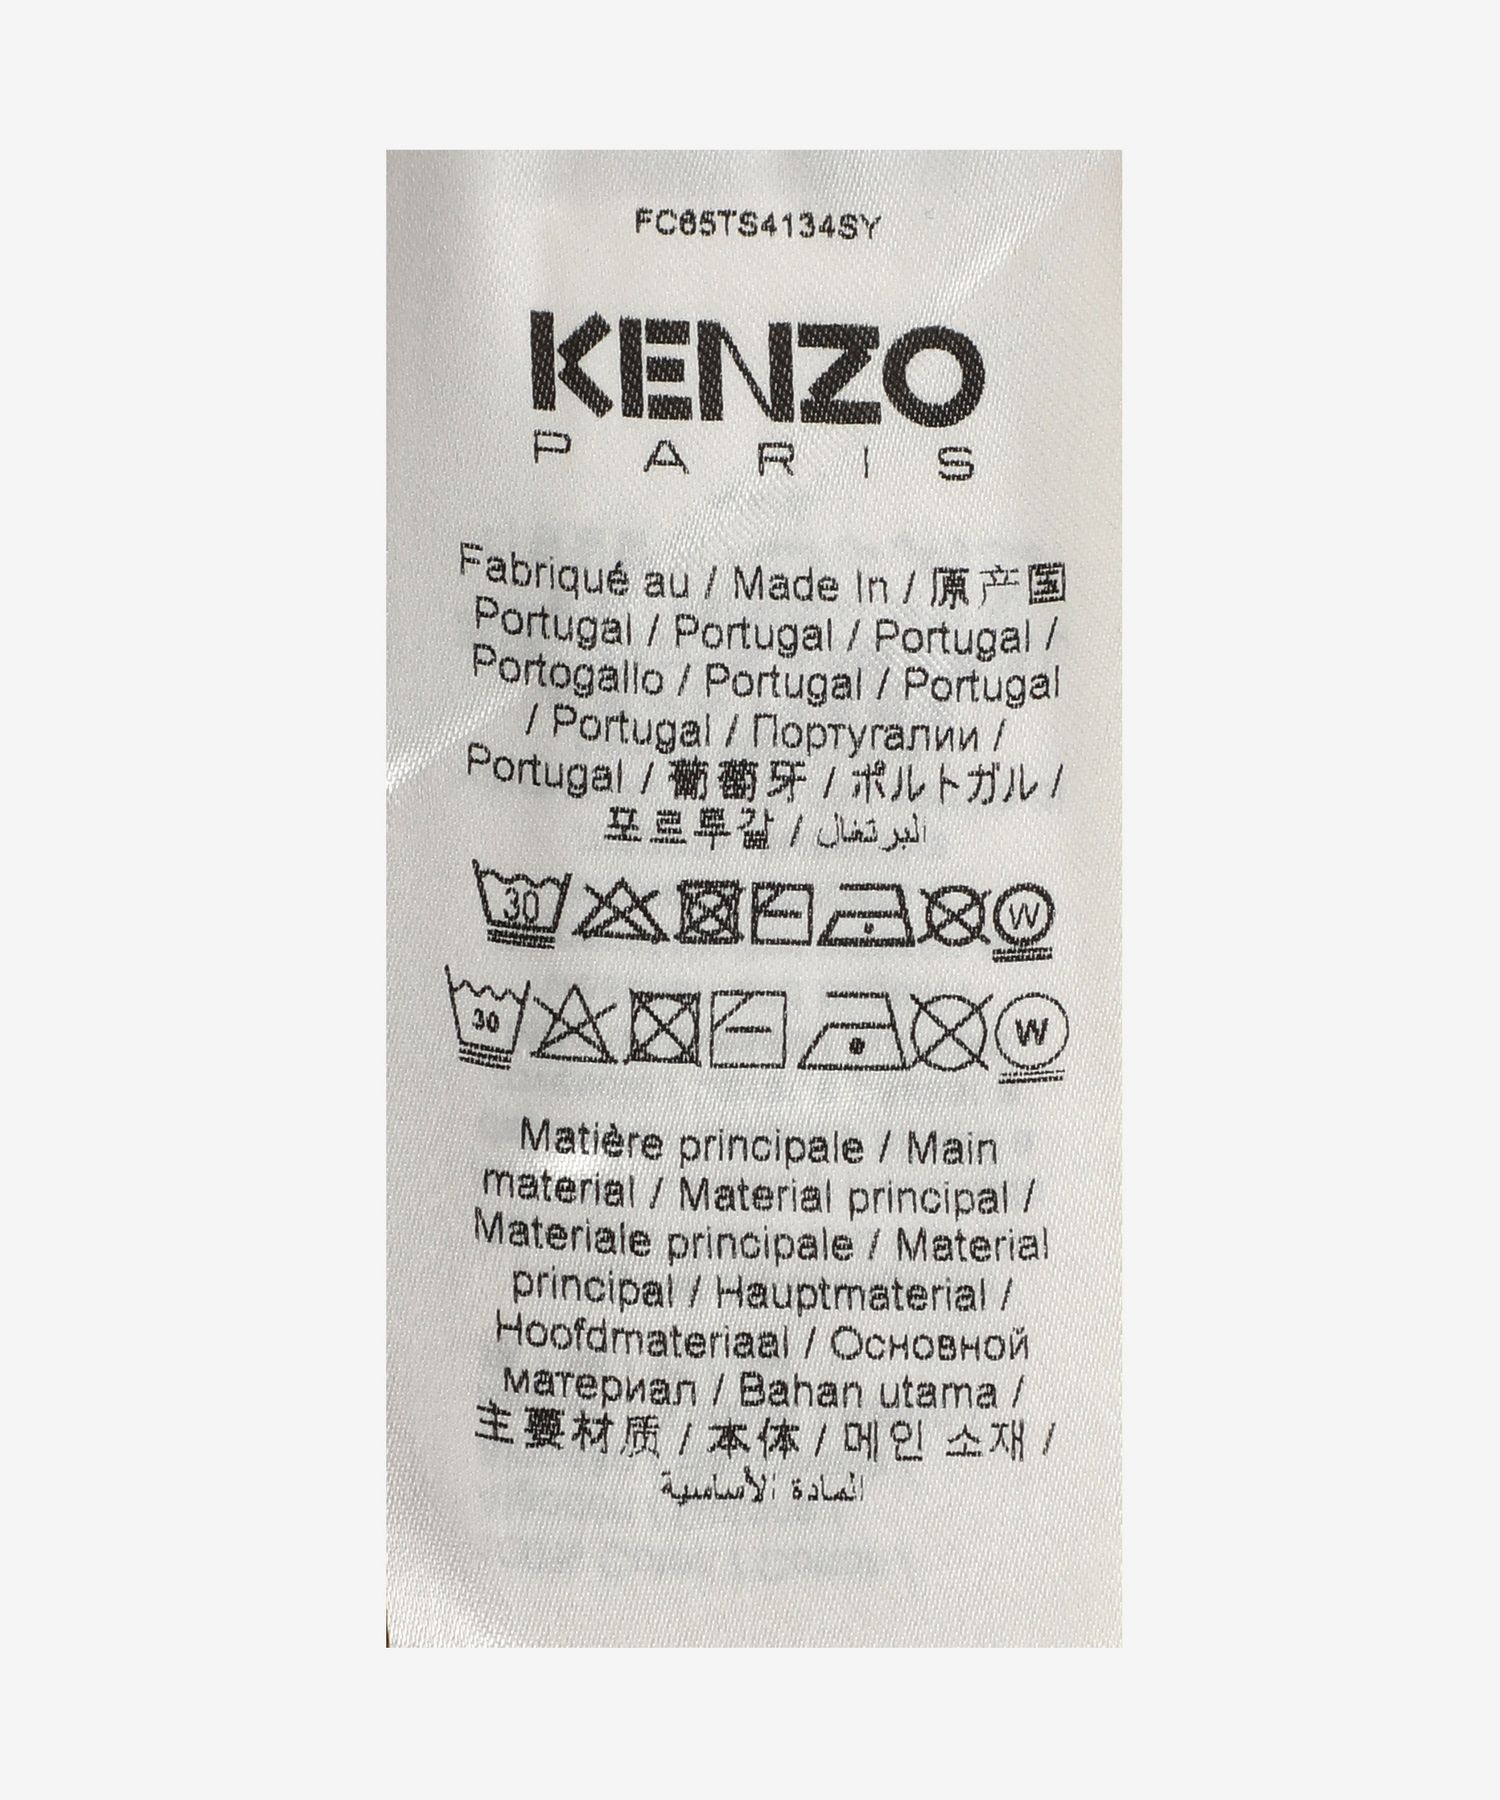 FC65TS4134SY
KENZO
PARIS
Fabriqué au / Made In / 原产国
Portugal / Portugal / Portugal /
Portogallo / Portugal / Portugal
/ Portugal / Португалии /
Portugal / 葡萄牙 / ポルトガル /
포르투갈 / البرتغال
30 W
30 W
Matière principale / Main
material / Material principal /
Materiale principale / Material
principal / Hauptmaterial /
Hoofdmateriaal / Основной
материал / Bahan utama /
主要材质 / 本体 / 메인 소재 /
المادة الأساسية